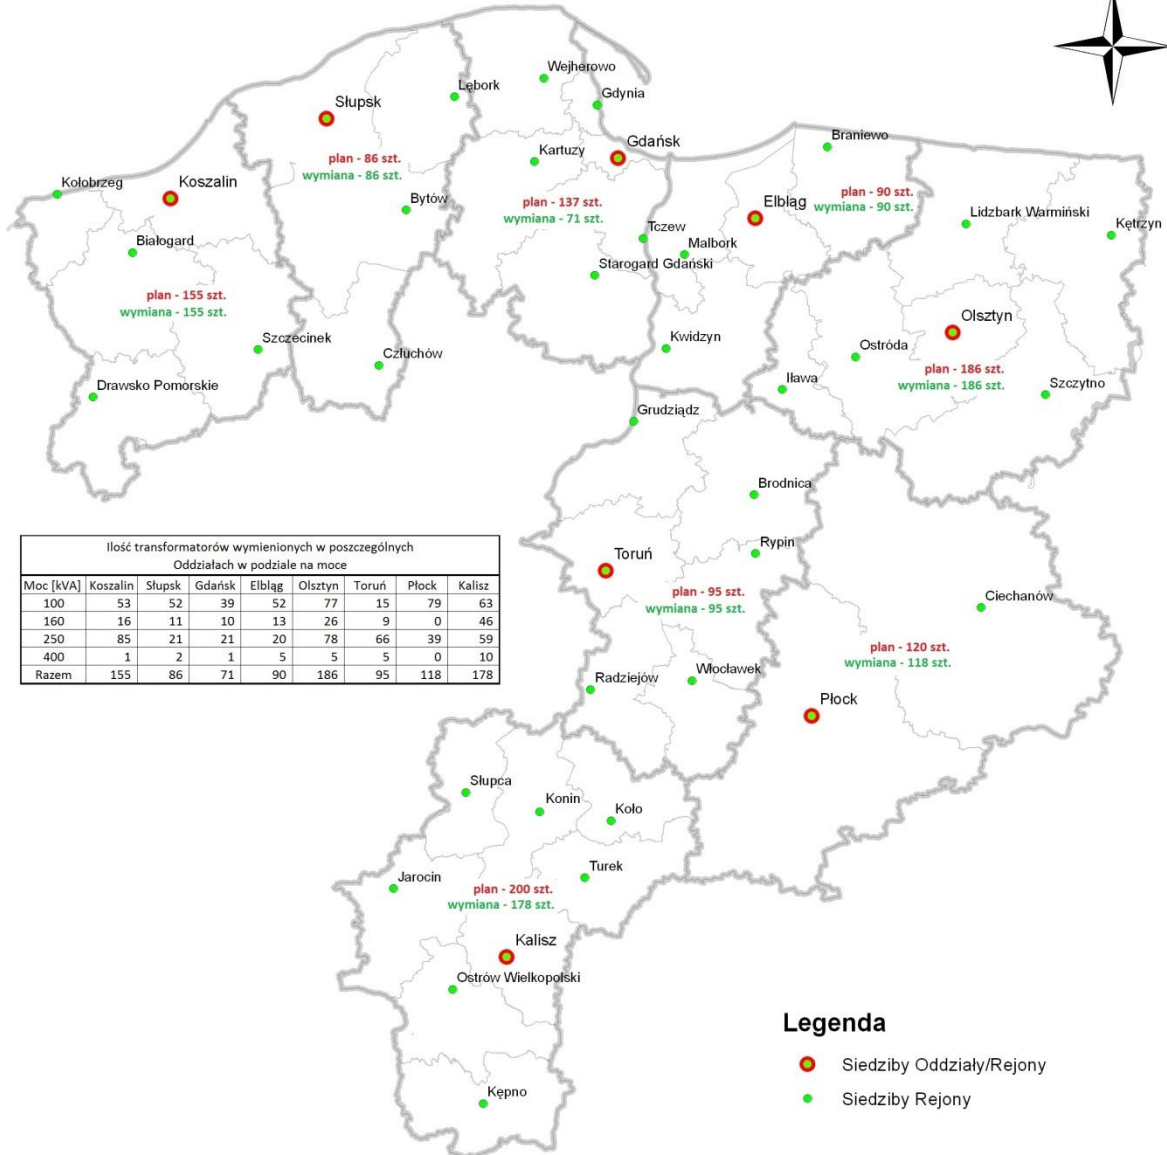 Wejherowo
Lębork
Gdynia
Słupsk
Gdańsk
Braniewo
Kartuzy
plan - 86 szt.
wymiana - 86 szt.
Kołobrzeg
Koszalin
plan - 90 szt.
wymiana - 90 szt.
Elbląg
Bytów
plan - 137 szt.
wymiana - 71 szt.
Lidzbark Warmiński
Kętrzyn
Białogard
Tczew
Malbork
Starogard Gdański
plan - 155 szt.
wymiana - 155 szt.
Olsztyn
Szczecinek
Człuchów
Kwidzyn
Ostróda
plan - 186 szt.
wymiana - 186 szt.
Drawsko Pomorskie
Iława
Szczytno
Grudziądz
Brodnica
Rypin
Toruń
Ilość transformatorów wymienionych w poszczególnych
Oddziałach w podziale na moce
Moc [kVA] Koszalin Słupsk Gdańsk Elbląg Olsztyn Toruń Płock Kalisz
100 53 52 39 52 77 15 79 63
160 16 11 10 13 26 9 0 46
250 85 21 21 20 78 66 39 59
400 1 2 1 5 5 5 0 10
Razem 155 86 71 90 186 95 118 178
plan - 95 szt.
wymiana - 95 szt.
Ciechanów
plan - 120 szt.
wymiana - 118 szt.
Radziejów
Włocławek
Płock
Słupca
Konin
Koło
Turek
Jarocin
plan - 200 szt.
wymiana - 178 szt.
Kalisz
Ostrów Wielkopolski
Kępno
Legenda
Siedziby Oddziały/Rejony
Siedziby Rejony